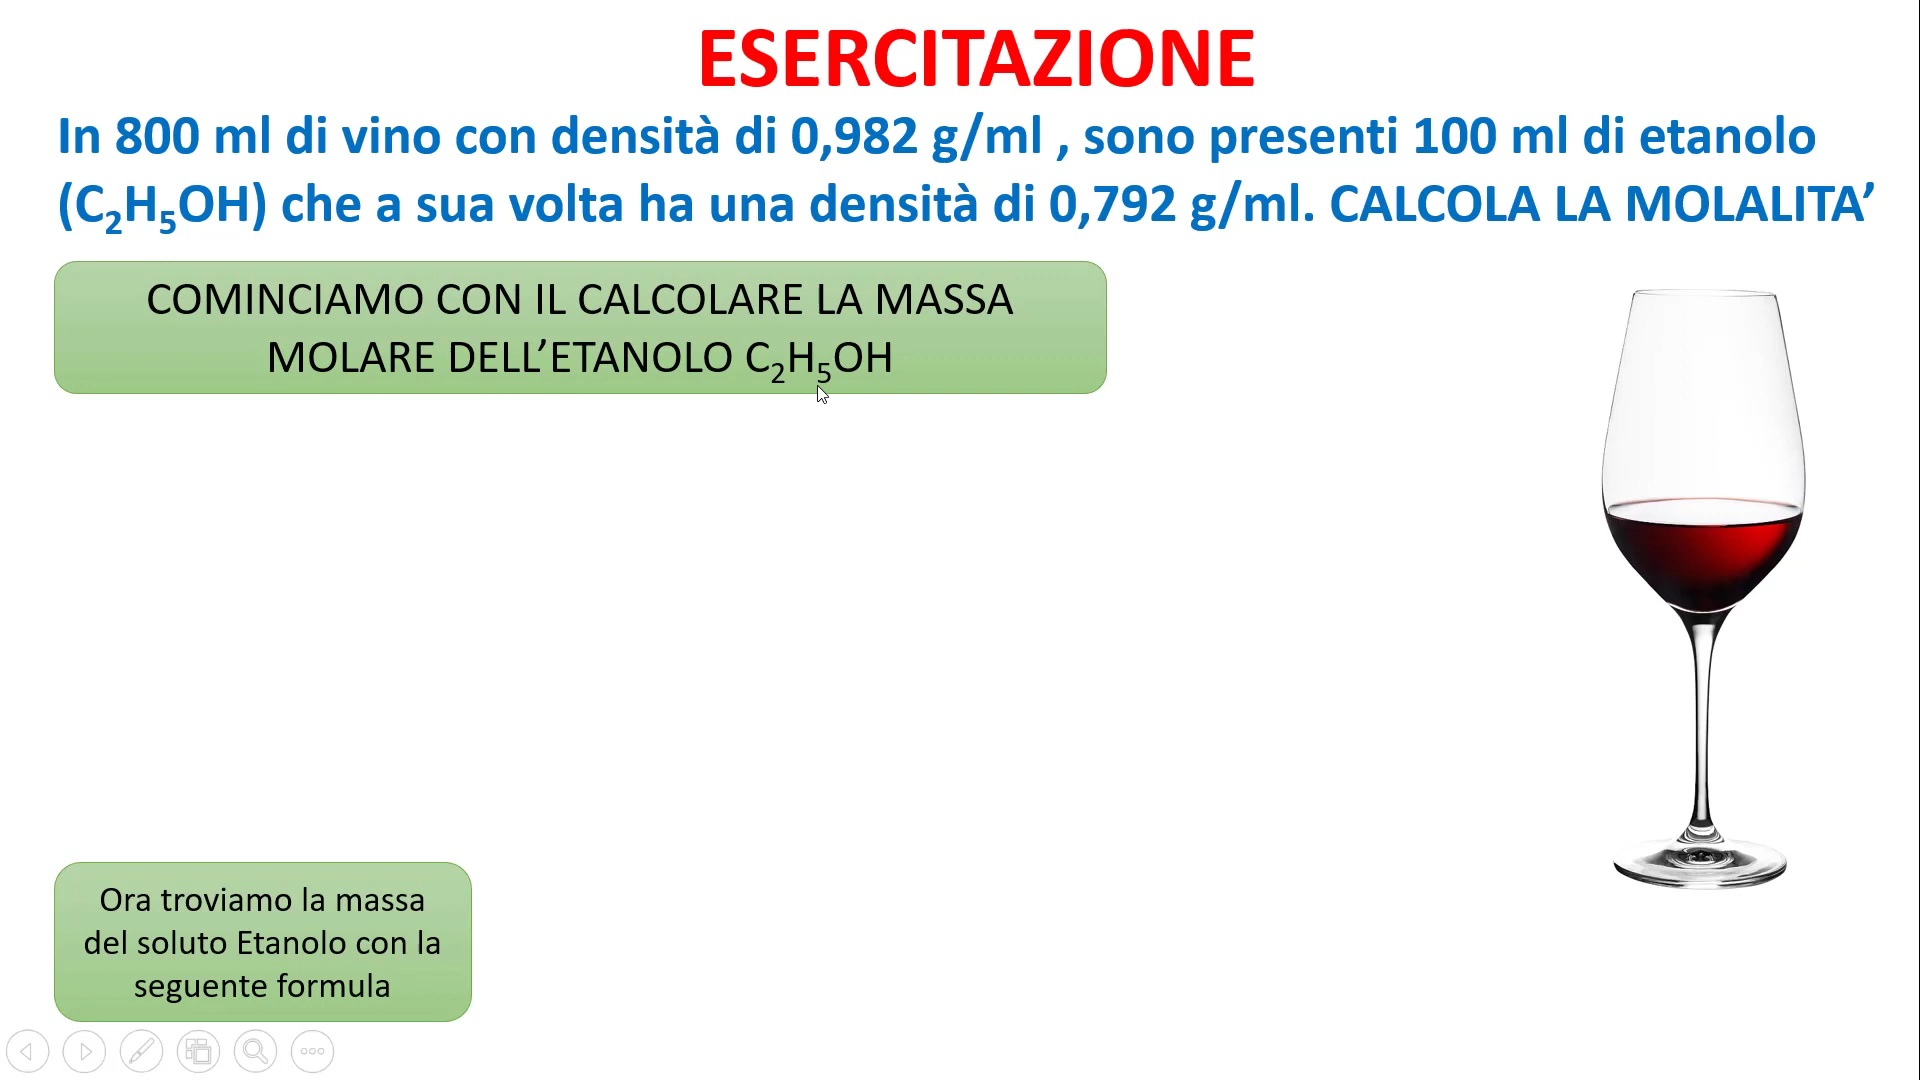 ESERCITAZIONE
In 800 ml di vino con densità di 0,982 g/ml , sono presenti 100 ml di etanolo
(C₂H₅OH) che a sua volta ha una densità di 0,792 g/ml. CALCOLA LA MOLALITA’
COMINCIAMO CON IL CALCOLARE LA MASSA
MOLARE DELL’ETANOLO C₂H₅OH
Ora troviamo la massa
del soluto Etanolo con la
seguente formula